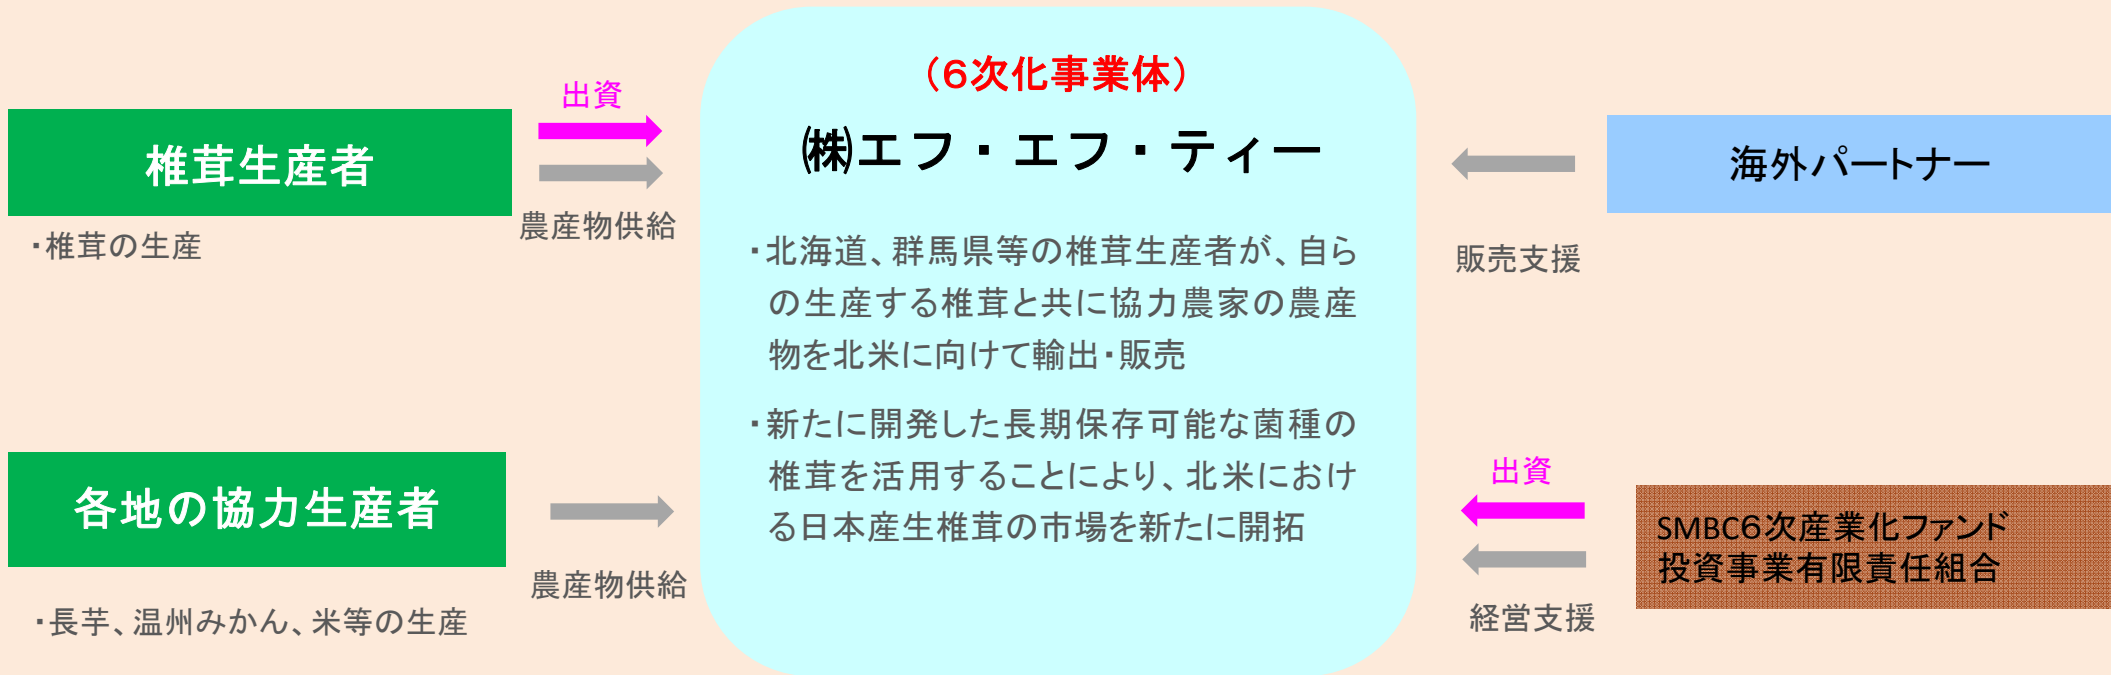 椎茸生産者
・椎茸の生産
出資
農産物供給
各地の協力生産者
・長芋、温州みかん、米等の生産
農産物供給
（６次化事業体）
㈱エフ・エフ・ティー
・北海道、群馬県等の椎茸生産者が、自ら
の生産する椎茸と共に協力農家の農産
物を北米に向けて輸出・販売
・新たに開発した長期保存可能な菌種の
椎茸を活用することにより、北米におけ
る日本産生椎茸の市場を新たに開拓
海外パートナー
販売支援
出資
経営支援
SMBC６次産業化ファンド
投資事業有限責任組合